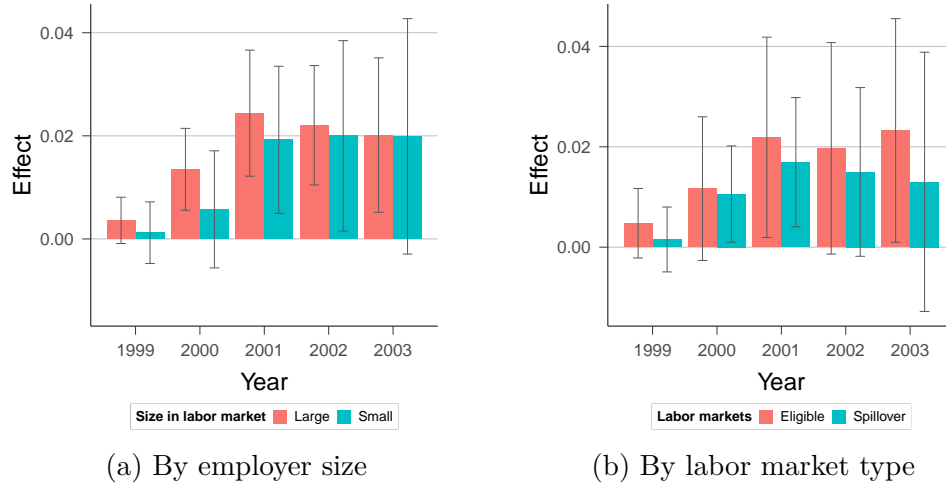 0.04
0.02
0.00
Effect
1999 2000 2001 2002 2003
Year
Size in labor market Large Small
(a) By employer size
0.04
0.02
0.00
Effect
1999 2000 2001 2002 2003
Year
Labor markets Eligible Spillover
(b) By labor market type